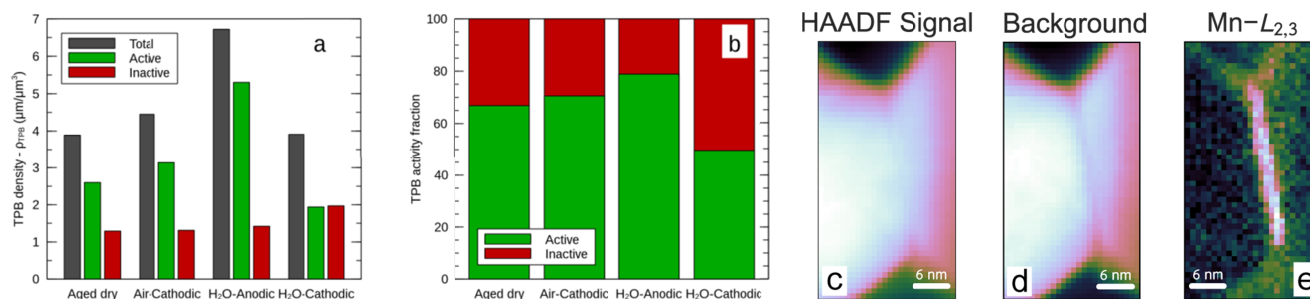 a
Total
Active
Inactive
TPB density - ρTPB (μm/μm³)
7
6
5
4
3
2
1
0
Aged dry Air-Cathodic H₂O-Anodic H₂O-Cathodic
b
TPB activity fraction
100
80
60
40
20
0
Active
Inactive
Aged dry Air-Cathodic H₂O-Anodic H₂O-Cathodic
HAADF Signal
c
6 nm
Background
d
6 nm
Mn–L2,3
6 nm
e